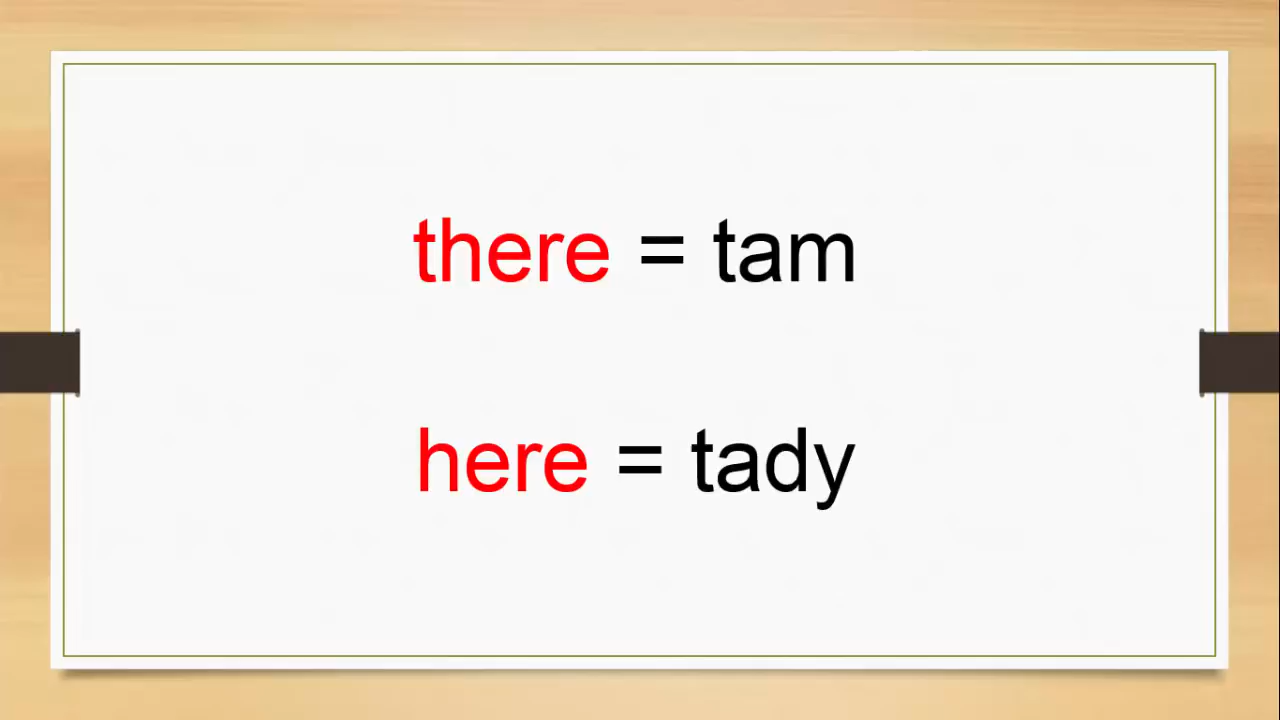 there = tam
here = tady